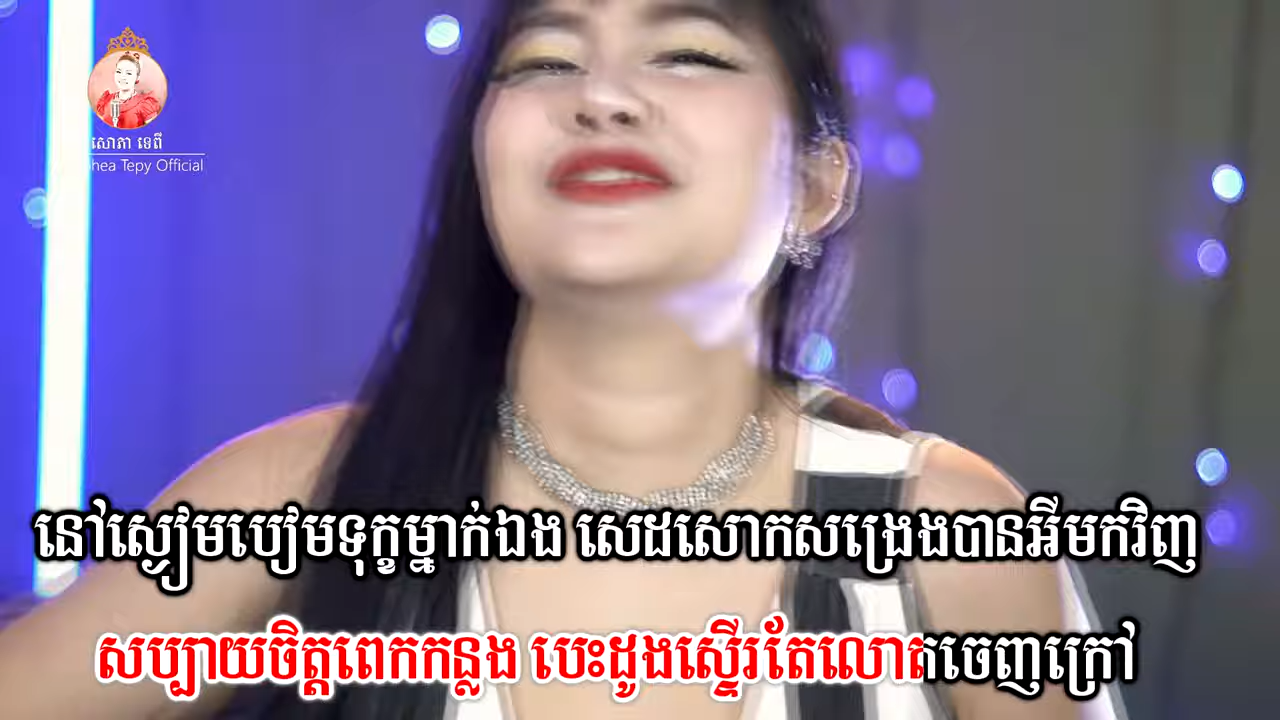 សោភា ទេពី
hea Tepy Official
នៅស្ងៀមបៀមទុក្ខម្នាក់ឯង សេដសោកសង្រេងបានអីមកវិញ
សប្បាយចិត្តពេកកន្លង បេះដូងស្ទើរតែលោតចេញក្រៅ